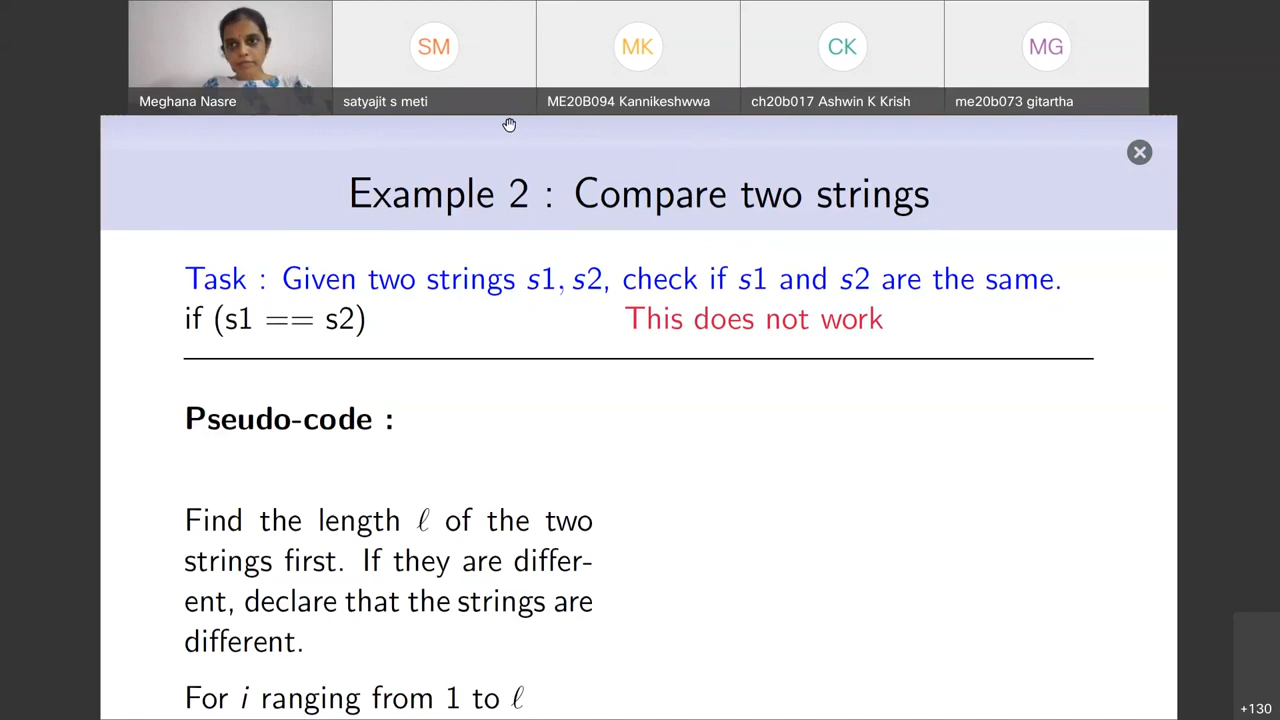 SM
MK
CK
MG
Meghana Nasre
satyajit s meti
ME20B094 Kannikeshwwa
ch20b017 Ashwin K Krish
me20b073 gitartha
Example 2 : Compare two strings
Task : Given two strings s1, s2, check if s1 and s2 are the same.
if (s1 == s2) This does not work
Pseudo-code :
Find the length ℓ of the two
strings first. If they are differ-
ent, declare that the strings are
different.
For i ranging from 1 to ℓ
+130